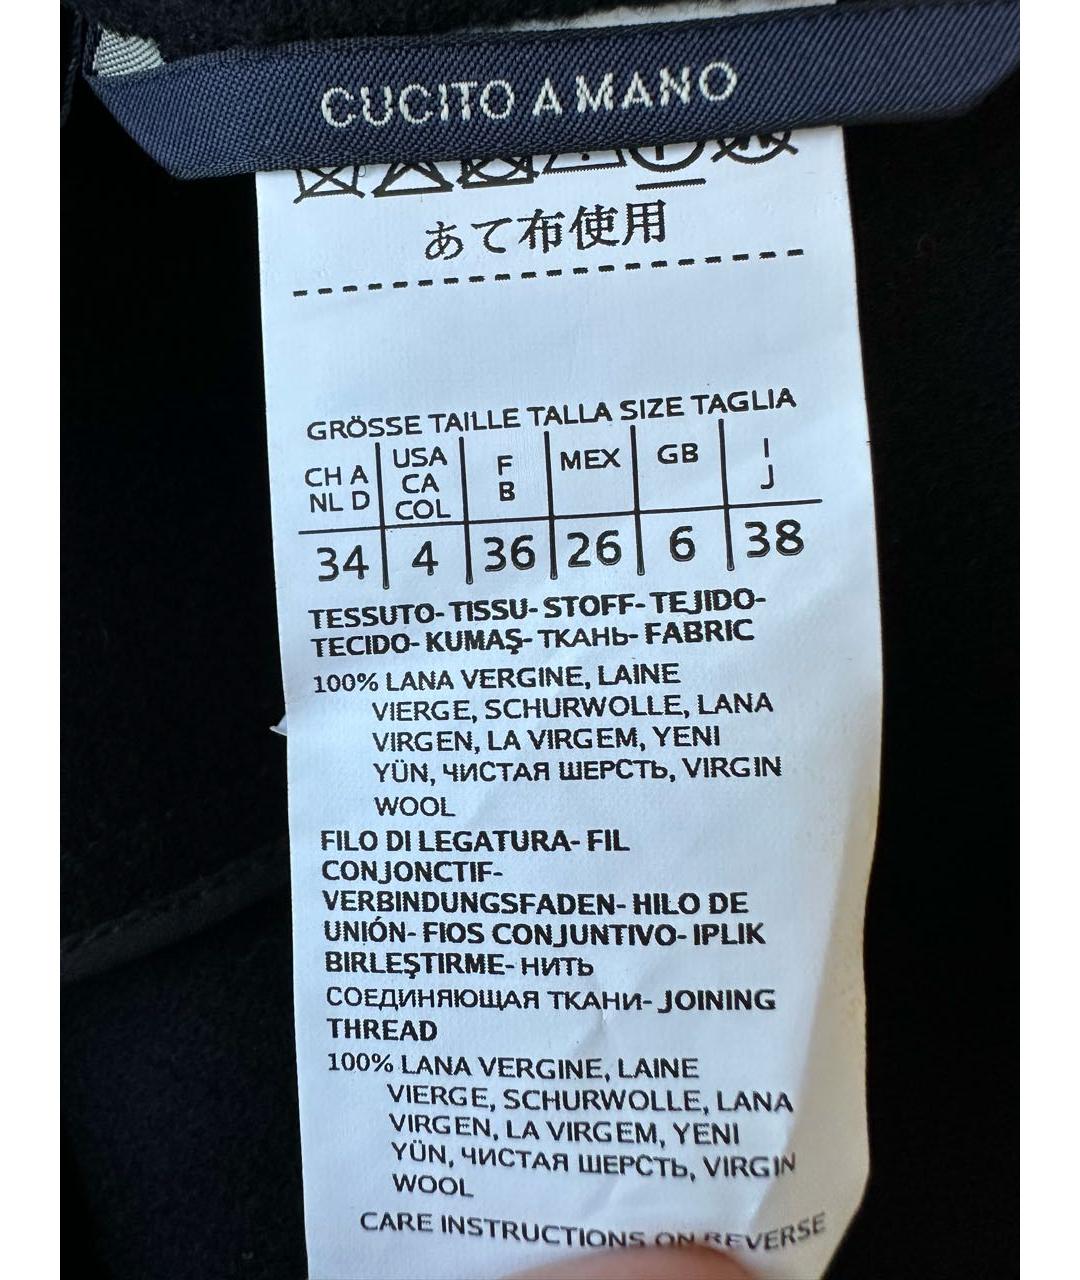 CUCITO A MANO
あて布使用
GRÖSSE TAILLE TALLA SIZE TAGLIA
CH A NL D USA CA COL F B MEX GB I J
34 4 36 26 6 38
TESSUTO- TISSU- STOFF- TEJIDO-
TECIDO- KUMAŞ- ТКАНЬ- FABRIC
100% LANA VERGINE, LAINE
VIERGE, SCHURWOLLE, LANA
VIRGEN, LA VIRGEM, YENI
YÜN, ЧИСТАЯ ШЕРСТЬ, VIRGIN
WOOL
FILO DI LEGATURA- FIL
CONJONCTIF-
VERBINDUNGSFADEN- HILO DE
UNIÓN- FIOS CONJUNTIVO- IPLIK
BIRLEŞTIRME- НИТЬ
СОЕДИНЯЮЩАЯ ТКАНИ- JOINING
THREAD
100% LANA VERGINE, LAINE
VIERGE, SCHURWOLLE, LANA
VIRGEN, LA VIRGEM, YENI
YÜN, ЧИСТАЯ ШЕРСТЬ, VIRGIN
WOOL
CARE INSTRUCTIONS ON REVERSE